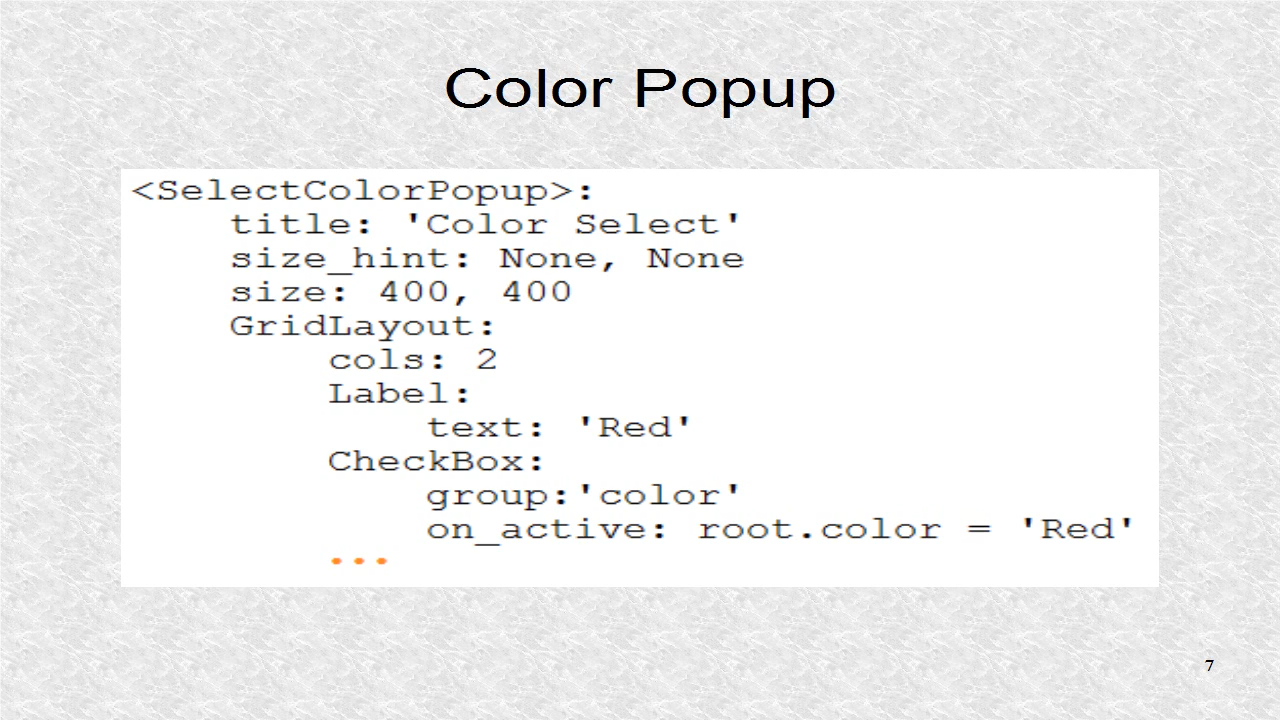 Color Popup
<SelectColorPopup>:
    title: 'Color Select'
    size_hint: None, None
    size: 400, 400
    GridLayout:
        cols: 2
        Label:
            text: 'Red'
        CheckBox:
            group:'color'
            on_active: root.color = 'Red'
        ...
7